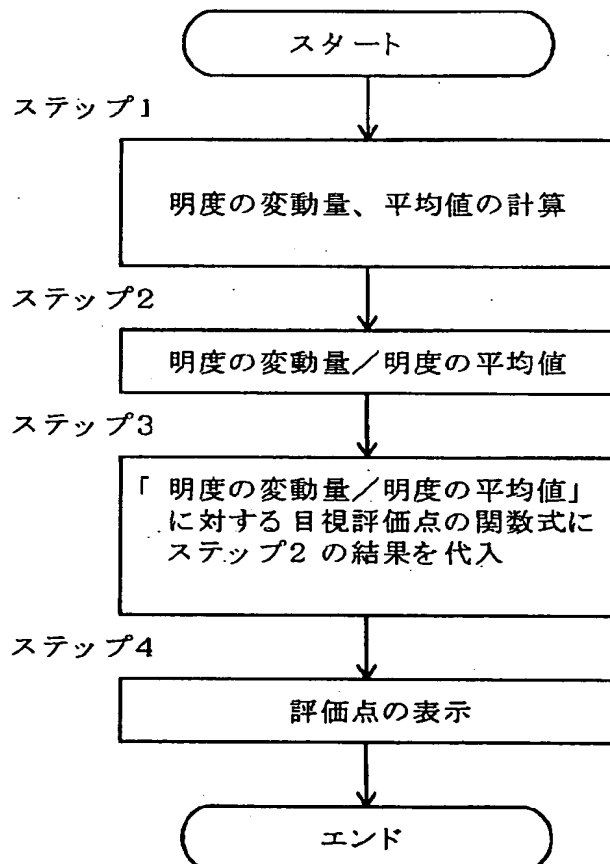 スタート
ステップ1
明度の変動量、平均値の計算
ステップ2
明度の変動量／明度の平均値
ステップ3
「明度の変動量／明度の平均値」
に対する目視評価点の関数式に
ステップ2の結果を代入
ステップ4
評価点の表示
エンド